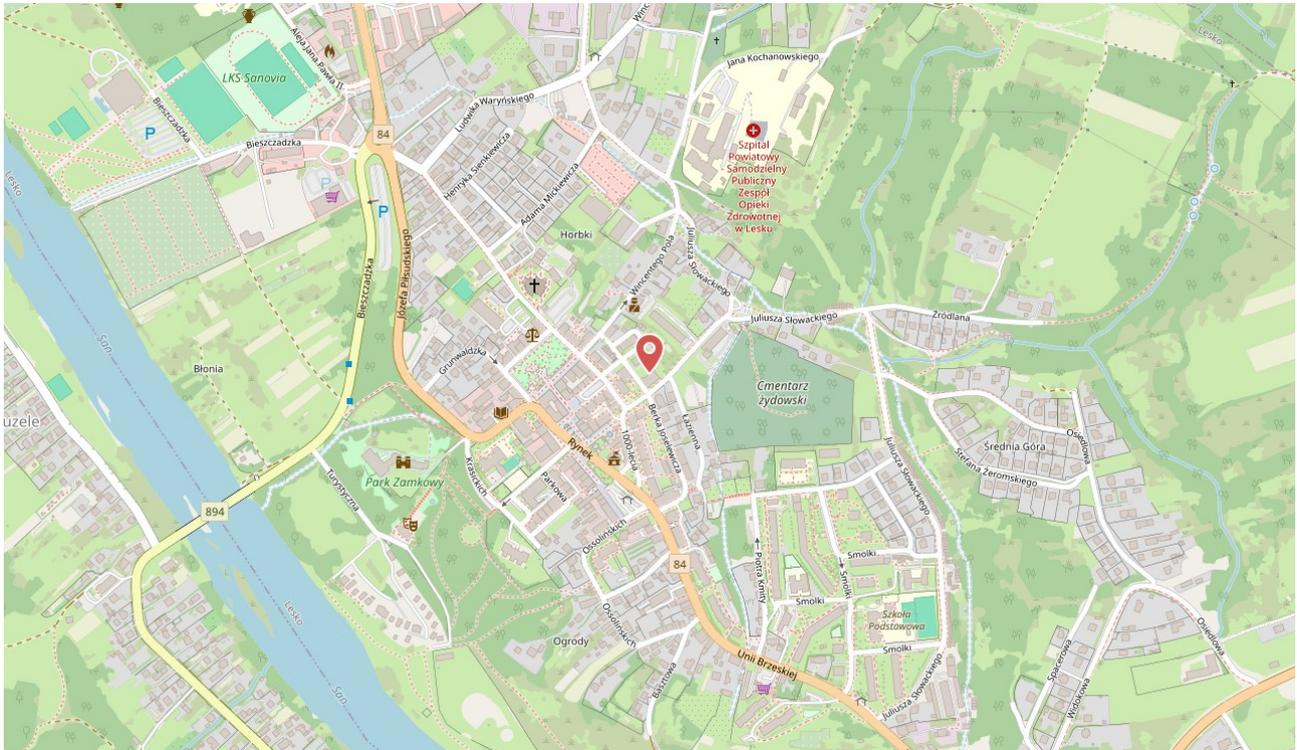 Lesko
Aleja Jana Pawła II
LKS Sanovia
Bieszczadzka
P
84
Ludwika Waryńskiego
Jana Kochanowskiego
Szpital
Powiatowy
Samodzielny
Publiczny
Zespół
Opieki
Zdrowotnej
w Lesku
Bieszczadzka
Henryka Sienkiewicza
Adama Mickiewicza
Lesko
P
P
Horbki
Wincentego Pola
Juliusza Słowackiego
Józefa Piłsudskiego
Bieszczadzka
Juliusza Słowackiego
Źródlana
San
Grunwaldzka
Błonia
Cmentarz
żydowski
uzele
Berka Joselewicza
Łazienna
1000-lecia
Rynek
Osiedlowa
Średnia Góra
Stefana Żeromskiego
Juliusza Słowackiego
Park Zamkowy
Krasickich
Parkowa
Turystyczna
894
Ossolińskich
84
Piotra Kmity
Smolki
Smolki
Smolki
Lesko
Ossolińskich
Szkoła
Podstawowa
Ogrody
Smolki
Osiedlowa
Unii Brzeskiej
Basztowa
Juliusza Słowackiego
Spacerowa
Widokowa
San